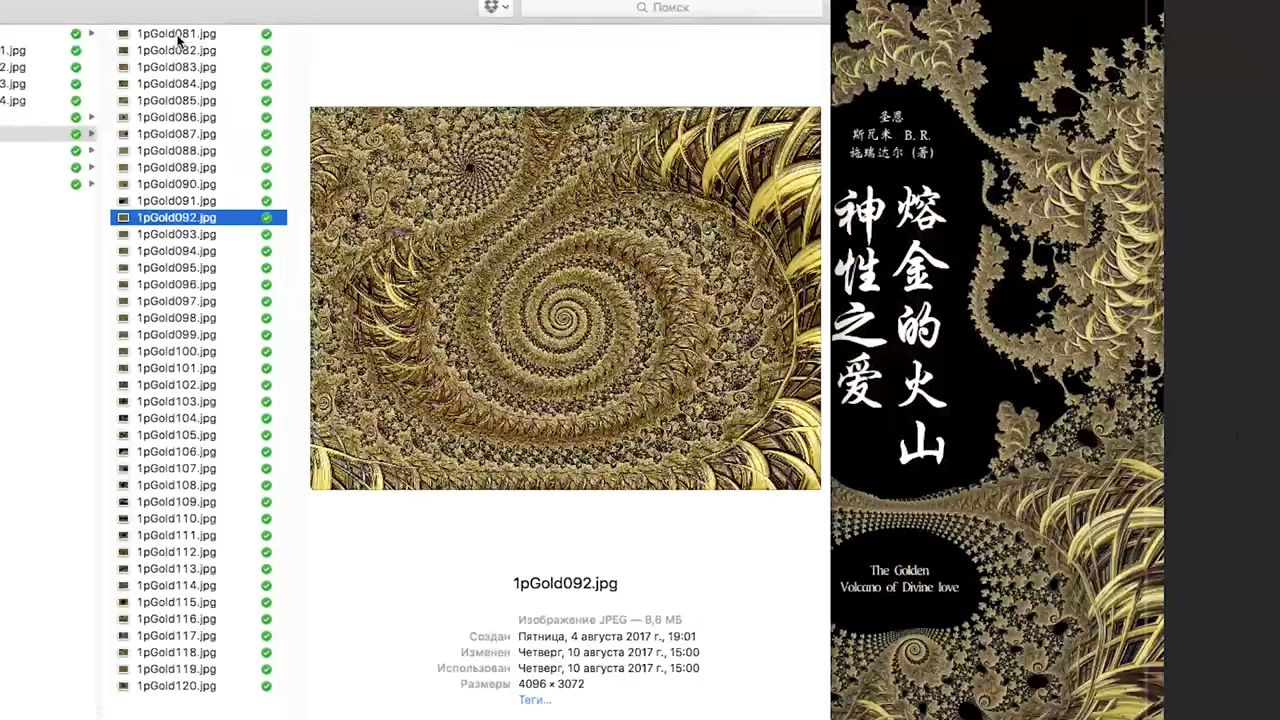 Поиск
1.jpg
2.jpg
3.jpg
4.jpg
1pGold081.jpg
1pGold082.jpg
1pGold083.jpg
1pGold084.jpg
1pGold085.jpg
1pGold086.jpg
1pGold087.jpg
1pGold088.jpg
1pGold089.jpg
1pGold090.jpg
1pGold091.jpg
1pGold092.jpg
1pGold093.jpg
1pGold094.jpg
1pGold095.jpg
1pGold096.jpg
1pGold097.jpg
1pGold098.jpg
1pGold099.jpg
1pGold100.jpg
1pGold101.jpg
1pGold102.jpg
1pGold103.jpg
1pGold104.jpg
1pGold105.jpg
1pGold106.jpg
1pGold107.jpg
1pGold108.jpg
1pGold109.jpg
1pGold110.jpg
1pGold111.jpg
1pGold112.jpg
1pGold113.jpg
1pGold114.jpg
1pGold115.jpg
1pGold116.jpg
1pGold117.jpg
1pGold118.jpg
1pGold119.jpg
1pGold120.jpg
1pGold092.jpg
Изображение JPEG — 8,8 МБ
Создан Пятница, 4 августа 2017 г., 19:01
Изменен Четверг, 10 августа 2017 г., 15:00
Использован Четверг, 10 августа 2017 г., 15:00
Размеры 4096 × 3072
Теги...
圣恩
斯瓦米 B. R.
施瑞达尔 (著)
熔金的火山
神性之爱
The Golden
Volcano of Divine love